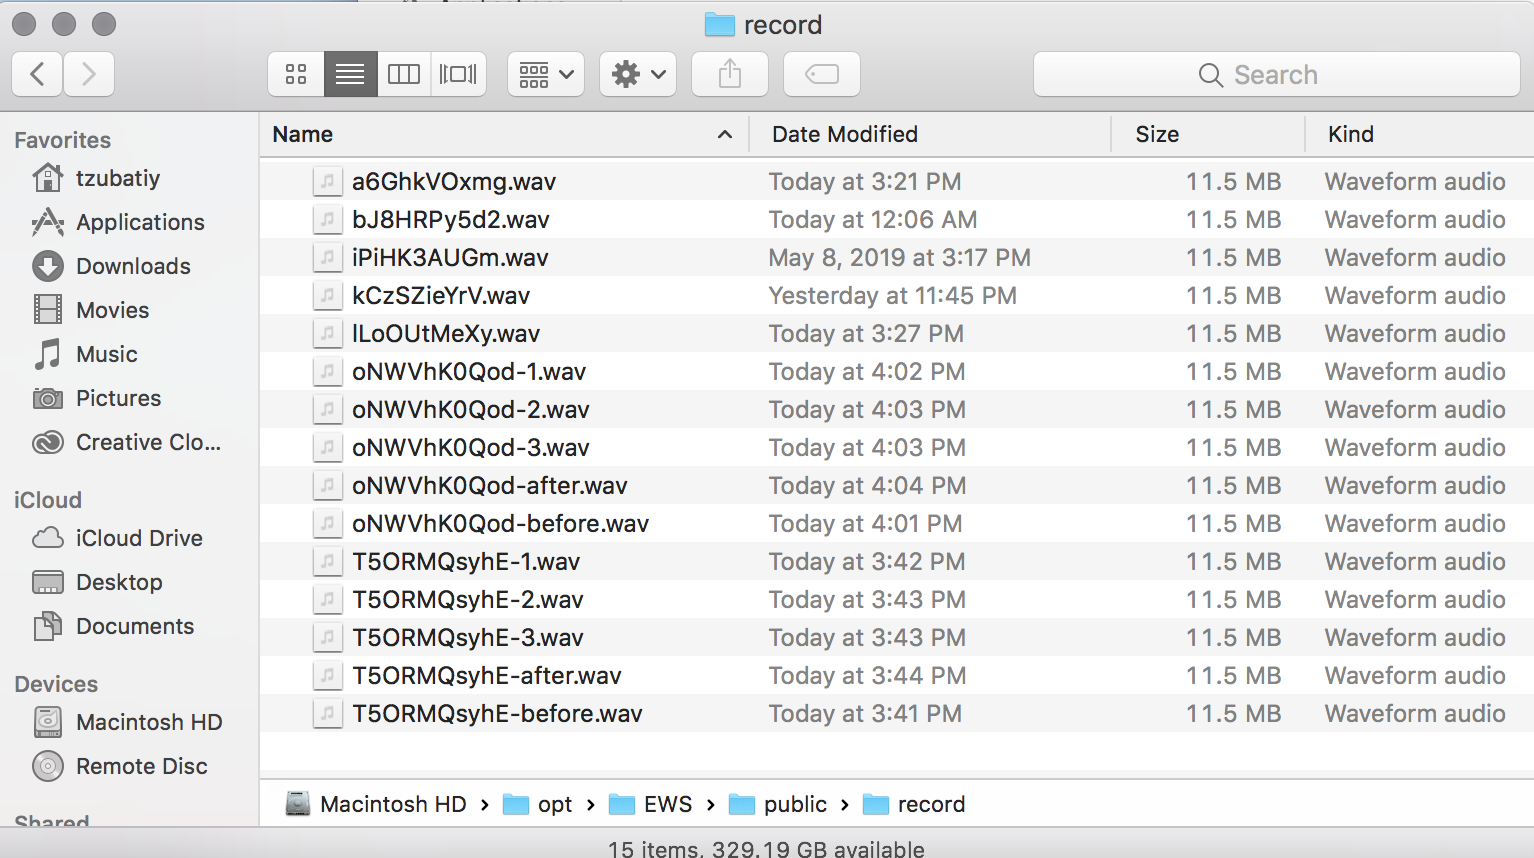 record
Search
Favorites
tzubatiy
Applications
Downloads
Movies
Music
Pictures
Creative Clo...
iCloud
iCloud Drive
Desktop
Documents
Devices
Macintosh HD
Remote Disc
Shared
Name Date Modified Size Kind
a6GhkVOxmg.wav Today at 3:21 PM 11.5 MB Waveform audio
bJ8HRPy5d2.wav Today at 12:06 AM 11.5 MB Waveform audio
iPiHK3AUGm.wav May 8, 2019 at 3:17 PM 11.5 MB Waveform audio
kCzSZieYrV.wav Yesterday at 11:45 PM 11.5 MB Waveform audio
lLoOUtMeXy.wav Today at 3:27 PM 11.5 MB Waveform audio
oNWVhK0Qod-1.wav Today at 4:02 PM 11.5 MB Waveform audio
oNWVhK0Qod-2.wav Today at 4:03 PM 11.5 MB Waveform audio
oNWVhK0Qod-3.wav Today at 4:03 PM 11.5 MB Waveform audio
oNWVhK0Qod-after.wav Today at 4:04 PM 11.5 MB Waveform audio
oNWVhK0Qod-before.wav Today at 4:01 PM 11.5 MB Waveform audio
T5ORMQsyhE-1.wav Today at 3:42 PM 11.5 MB Waveform audio
T5ORMQsyhE-2.wav Today at 3:43 PM 11.5 MB Waveform audio
T5ORMQsyhE-3.wav Today at 3:43 PM 11.5 MB Waveform audio
T5ORMQsyhE-after.wav Today at 3:44 PM 11.5 MB Waveform audio
T5ORMQsyhE-before.wav Today at 3:41 PM 11.5 MB Waveform audio
Macintosh HD › opt › EWS › public › record
15 items, 329.19 GB available